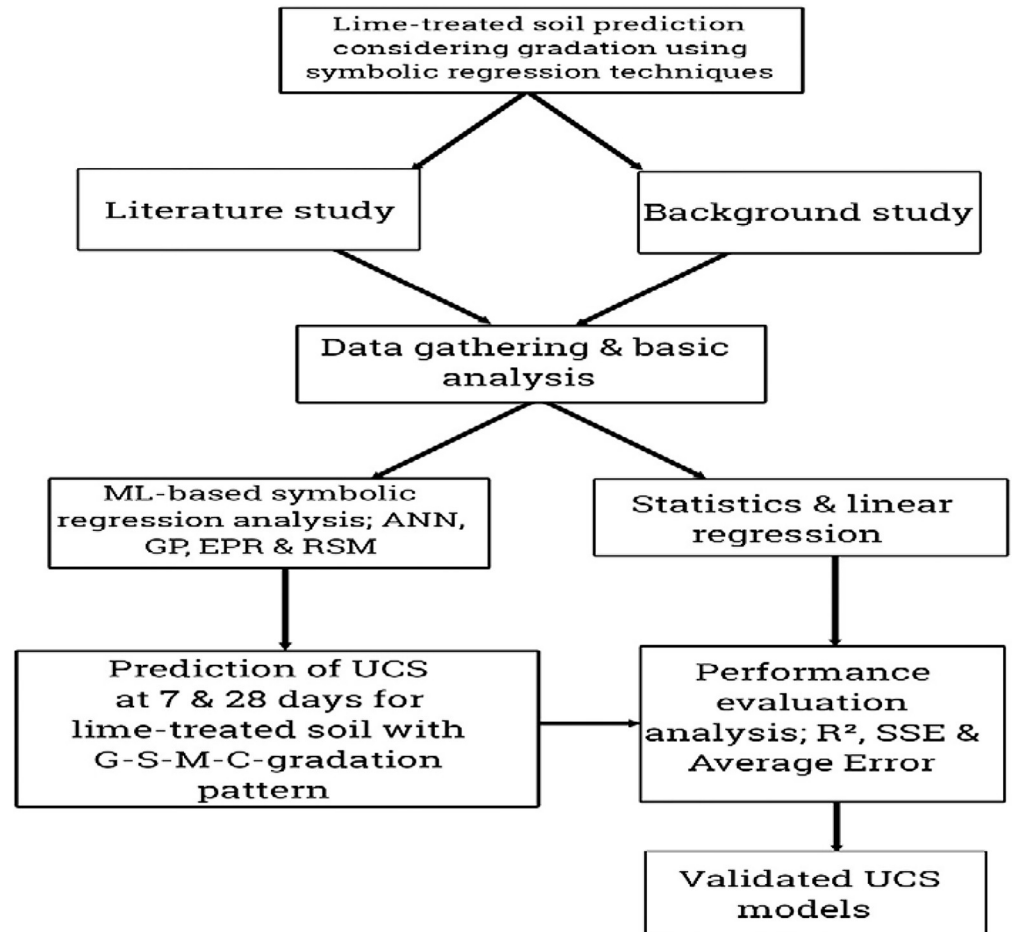 Lime-treated soil prediction
considering gradation using
symbolic regression techniques
Literature study
Background study
Data gathering & basic
analysis
ML-based symbolic
regression analysis; ANN,
GP, EPR & RSM
Statistics & linear
regression
Prediction of UCS
at 7 & 28 days for
lime-treated soil with
G-S-M-C-gradation
pattern
Performance
evaluation
analysis; R², SSE &
Average Error
Validated UCS
models